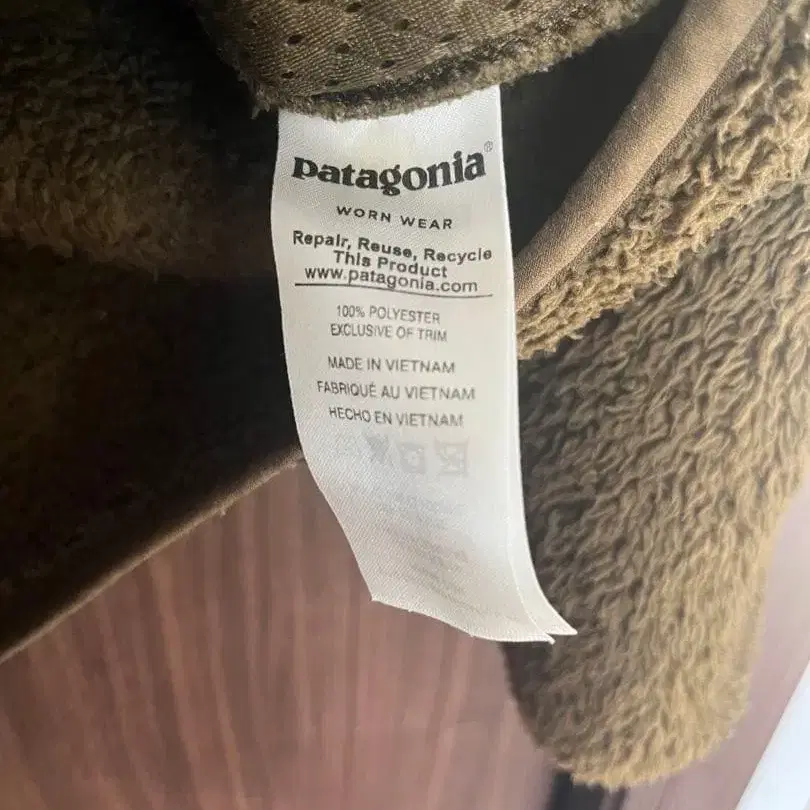 patagonia®
WORN WEAR
Repair, Reuse, Recycle
This Product
www.patagonia.com
100% POLYESTER
EXCLUSIVE OF TRIM
MADE IN VIETNAM
FABRIQUÉ AU VIETNAM
HECHO EN VIETNAM